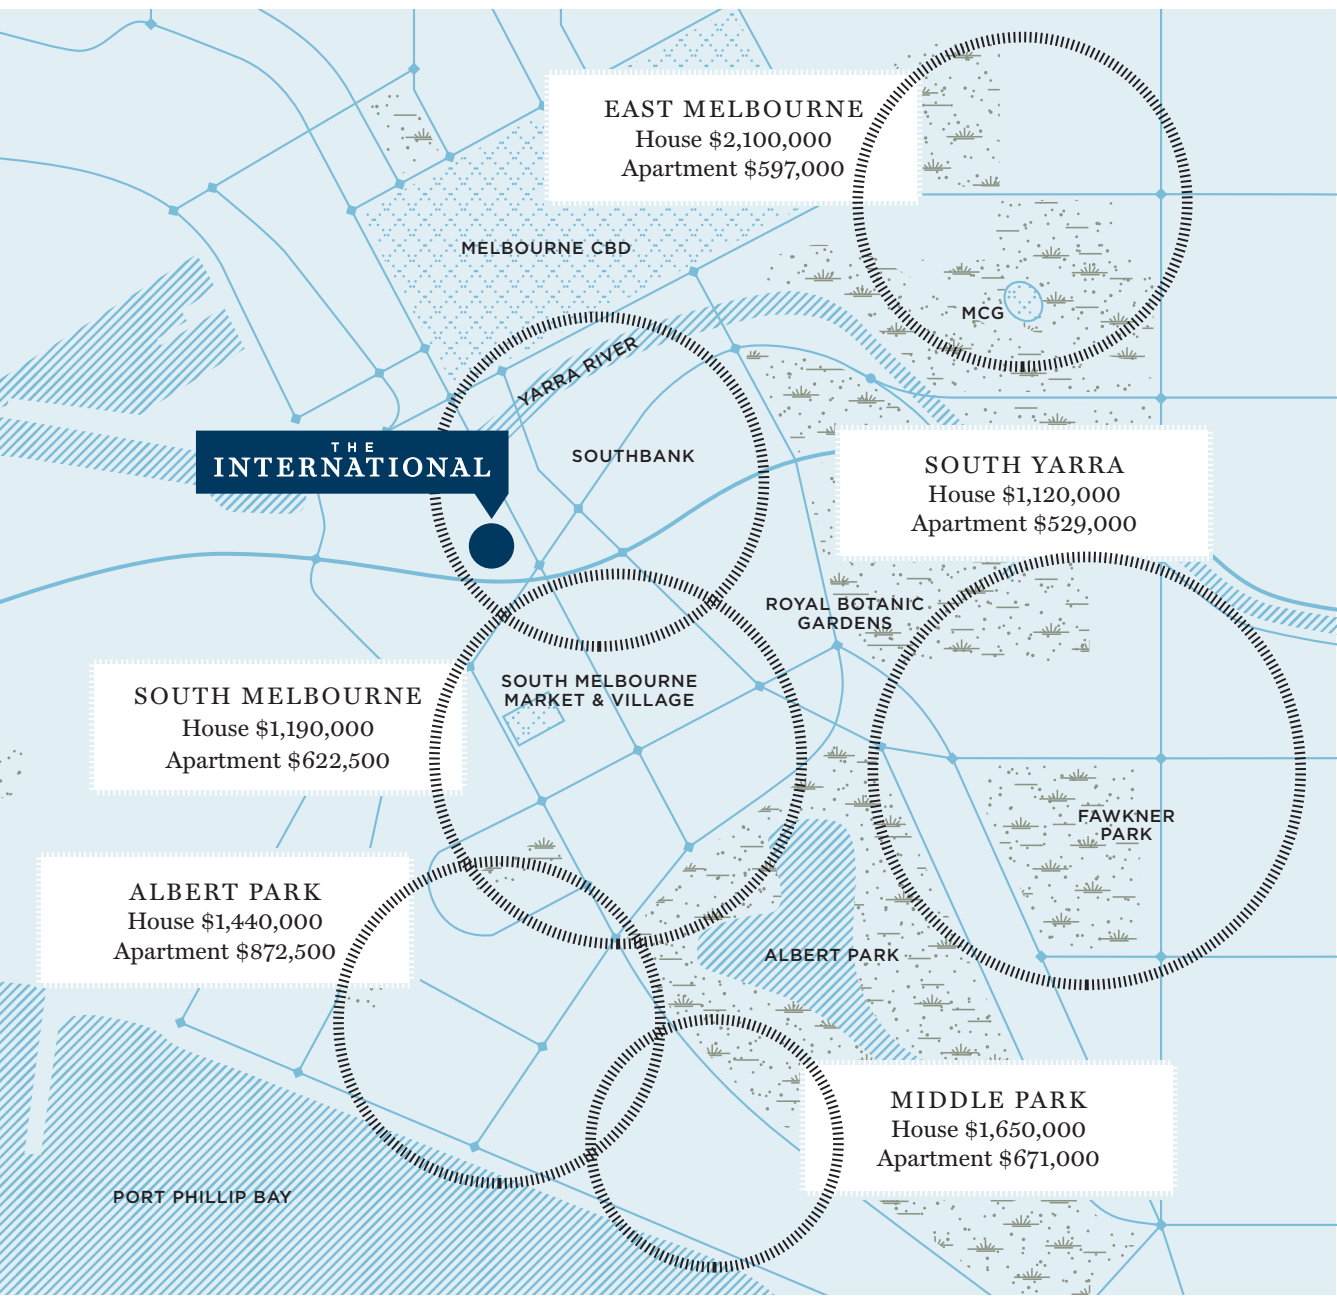 EAST MELBOURNE
House $2,100,000
Apartment $597,000
MELBOURNE CBD
MCG
YARRA RIVER
THE
INTERNATIONAL
SOUTHBANK
SOUTH YARRA
House $1,120,000
Apartment $529,000
ROYAL BOTANIC
GARDENS
SOUTH MELBOURNE
MARKET & VILLAGE
SOUTH MELBOURNE
House $1,190,000
Apartment $622,500
FAWKNER
PARK
ALBERT PARK
House $1,440,000
Apartment $872,500
ALBERT PARK
MIDDLE PARK
House $1,650,000
Apartment $671,000
PORT PHILLIP BAY